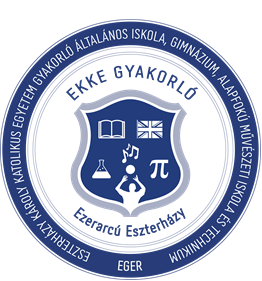 ESZTERHÁZY KÁROLY KATOLIKUS EGYETEM GYAKORLÓ ÁLTALÁNOS ISKOLA, GIMNÁZIUM, ALAPFOKÚ MŰVÉSZETI ISKOLA ÉS TECHNIKUM
EKKE GYAKORLÓ
π
Ezerarcú Eszterházy
EGER